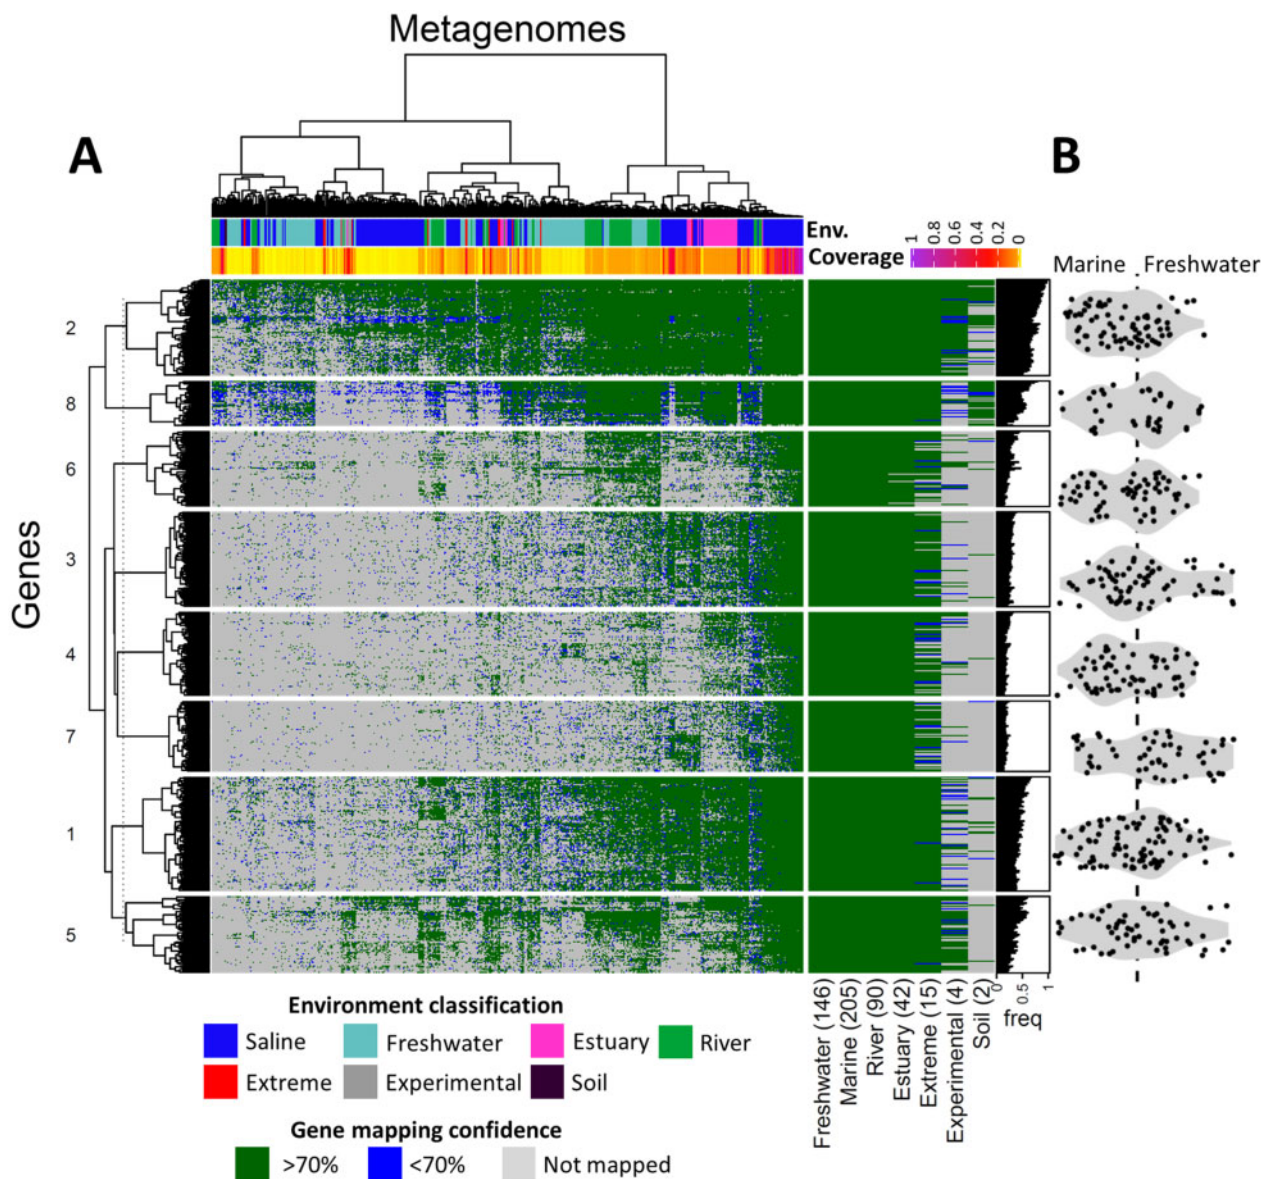 Metagenomes
A
B
Env.
Coverage
1 0.8 0.6 0.4 0.2 0
Marine Freshwater
Genes
2
8
6
3
4
7
1
5
Freshwater (146)
Marine (205)
River (90)
Estuary (42)
Extreme (15)
Experimental (4)
Soil (2)
0 0.5 1
freq
Environment classification
Saline Freshwater Estuary River
Extreme Experimental Soil
Gene mapping confidence
>70% <70% Not mapped